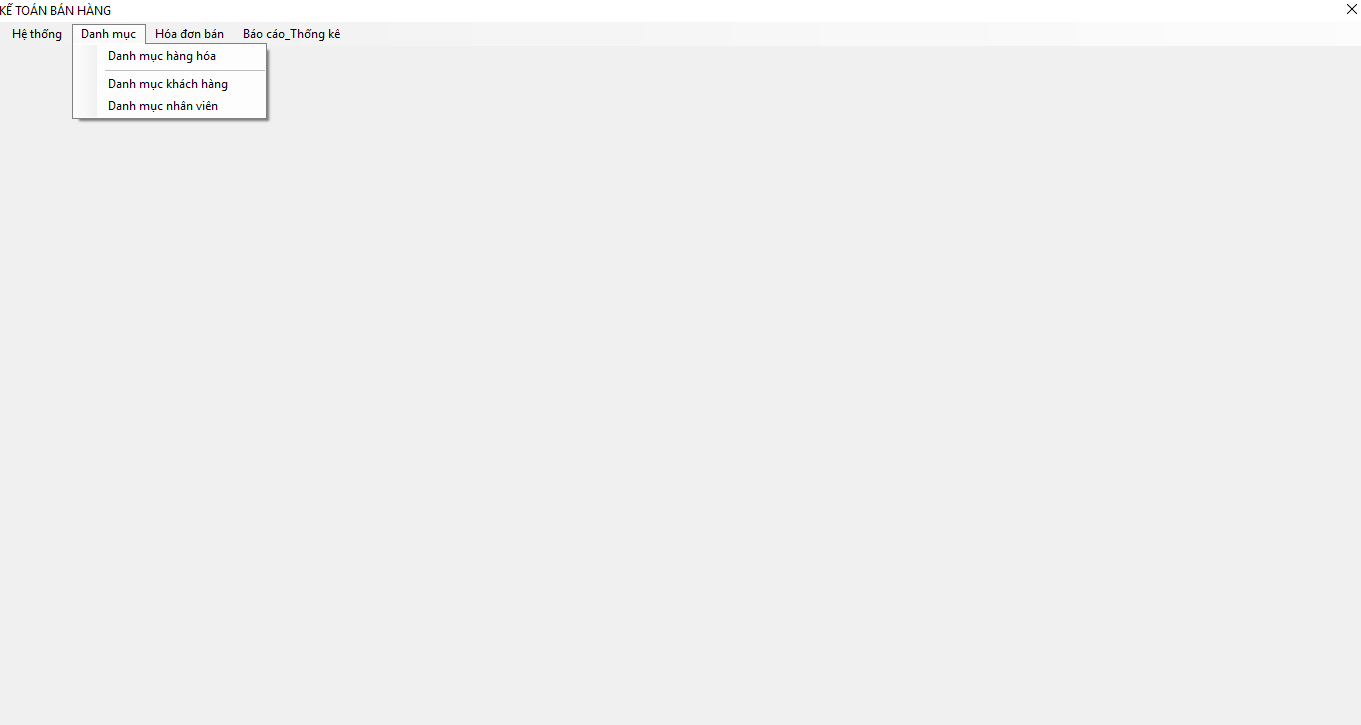 KẾ TOÁN BÁN HÀNG
Hệ thống Danh mục Hóa đơn bán Báo cáo_Thống kê
Danh mục hàng hóa
Danh mục khách hàng
Danh mục nhân viên